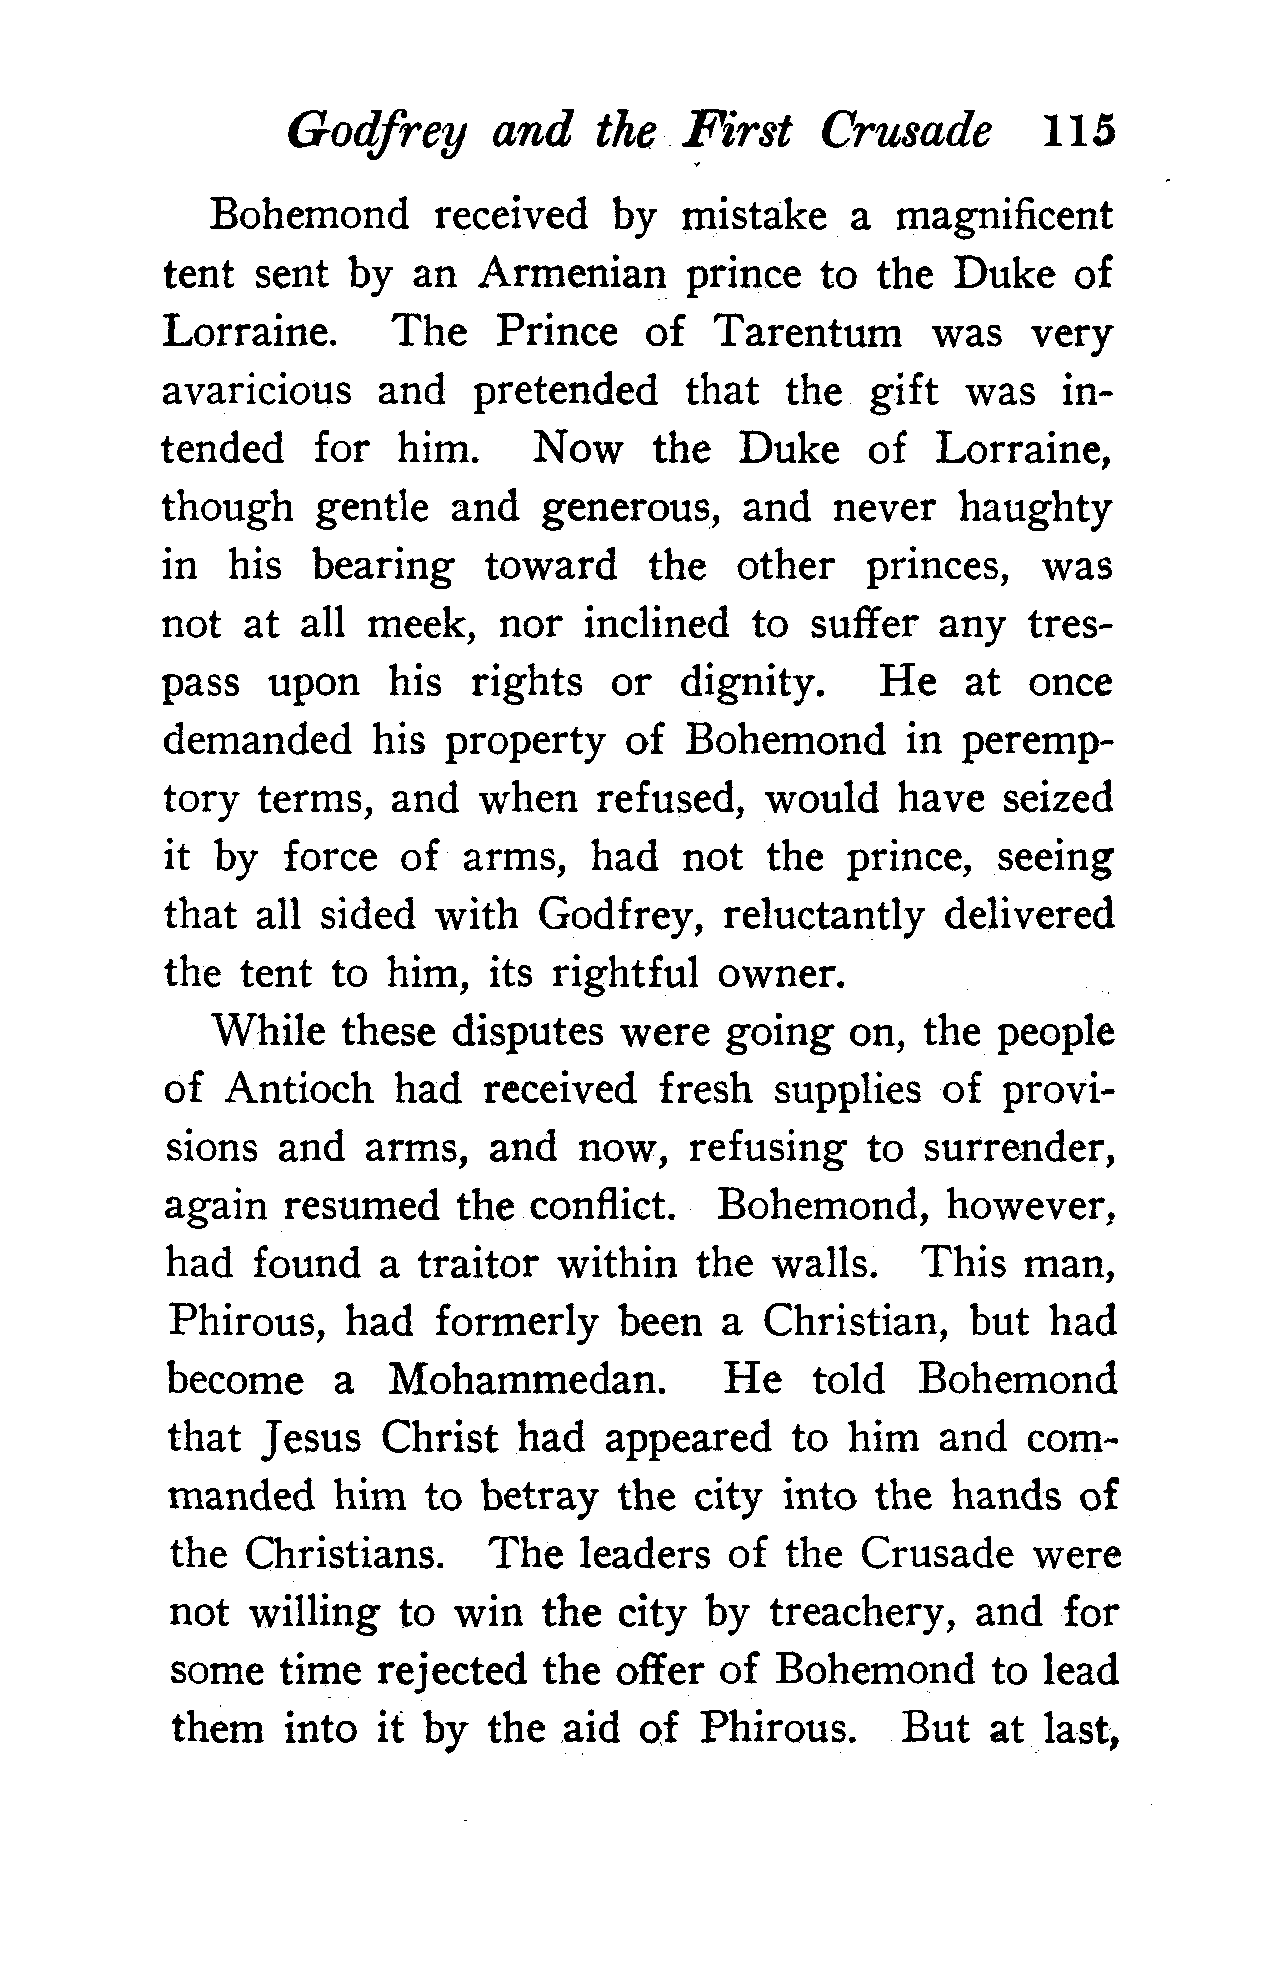 Godfrey and the First Crusade 115
Bohemond received by mistake a magnificent
tent sent by an Armenian prince to the Duke of
Lorraine. The Prince of Tarentum was very
avaricious and pretended that the gift was in-
tended for him. Now the Duke of Lorraine,
though gentle and generous, and never haughty
in his bearing toward the other princes, was
not at all meek, nor inclined to suffer any tres-
pass upon his rights or dignity. He at once
demanded his property of Bohemond in peremp-
tory terms, and when refused, would have seized
it by force of arms, had not the prince, seeing
that all sided with Godfrey, reluctantly delivered
the tent to him, its rightful owner.
While these disputes were going on, the people
of Antioch had received fresh supplies of provi-
sions and arms, and now, refusing to surrender,
again resumed the conflict. Bohemond, however,
had found a traitor within the walls. This man,
Phirous, had formerly been a Christian, but had
become a Mohammedan. He told Bohemond
that Jesus Christ had appeared to him and com-
manded him to betray the city into the hands of
the Christians. The leaders of the Crusade were
not willing to win the city by treachery, and for
some time rejected the offer of Bohemond to lead
them into it by the aid of Phirous. But at last,